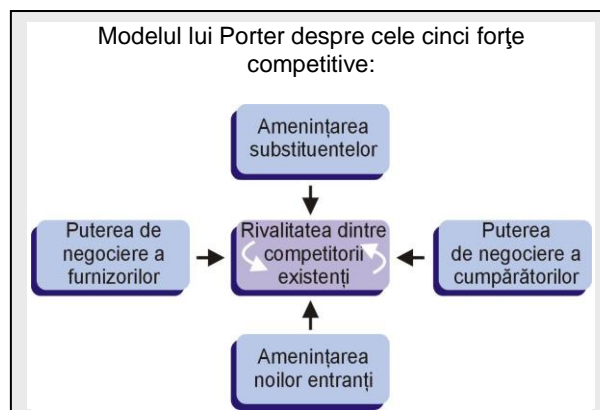 Modelul lui Porter despre cele cinci forţe
competitive:
Amenințarea
substituentelor
Puterea de
negociere a
furnizorilor
Rivalitatea dintre
competitorii
existenți
Puterea
de negociere a
cumpărătorilor
Amenințarea
noilor entranți